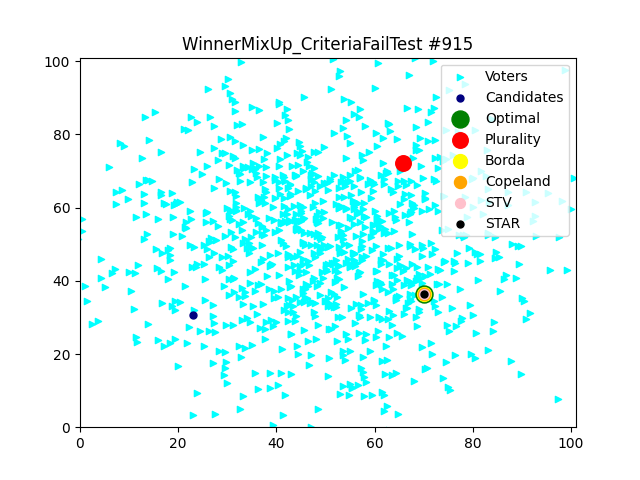 WinnerMixUp_CriteriaFailTest #915
Voters
Candidates
Optimal
Plurality
Borda
Copeland
STV
STAR
100
80
60
40
20
0
0 20 40 60 80 100